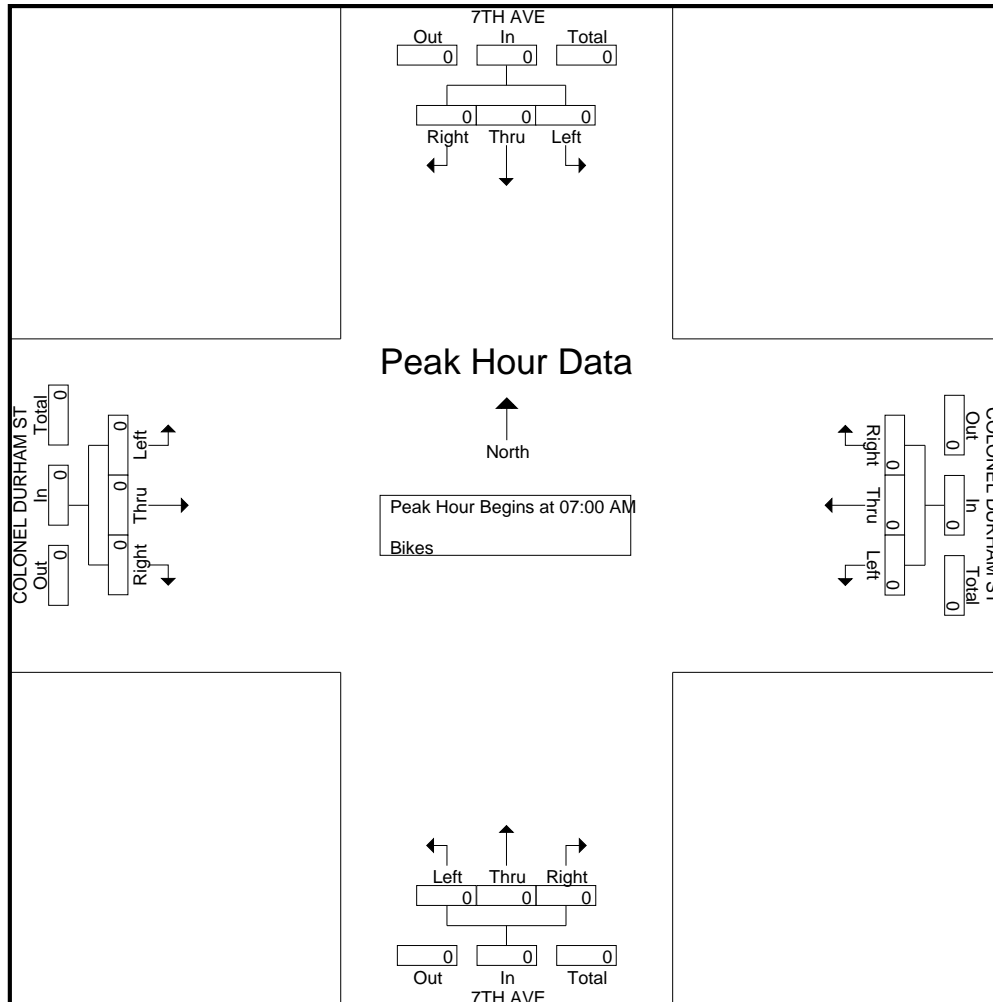 7TH AVE
Out In Total
0 0 0
0 0 0
Right Thru Left
Peak Hour Data
North
Peak Hour Begins at 07:00 AM
Bikes
COLONEL DURHAM ST
Out In Total
0 0 0
0 0 0
Right Thru Left
COLONEL DURHAM ST
Out In Total
0 0 0
0 0 0
Right Thru Left
Left Thru Right
0 0 0
0 0 0
Out In Total
7TH AVE